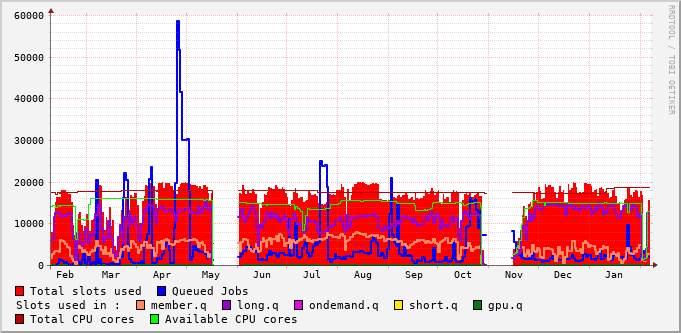 60000
50000
40000
30000
20000
10000
0
Feb Mar Apr May Jun Jul Aug Sep Oct Nov Dec Jan
RRDTOOL / TOBI OETIKER
Total slots used Queued Jobs
Slots used in : member.q long.q ondemand.q short.q gpu.q
Total CPU cores Available CPU cores